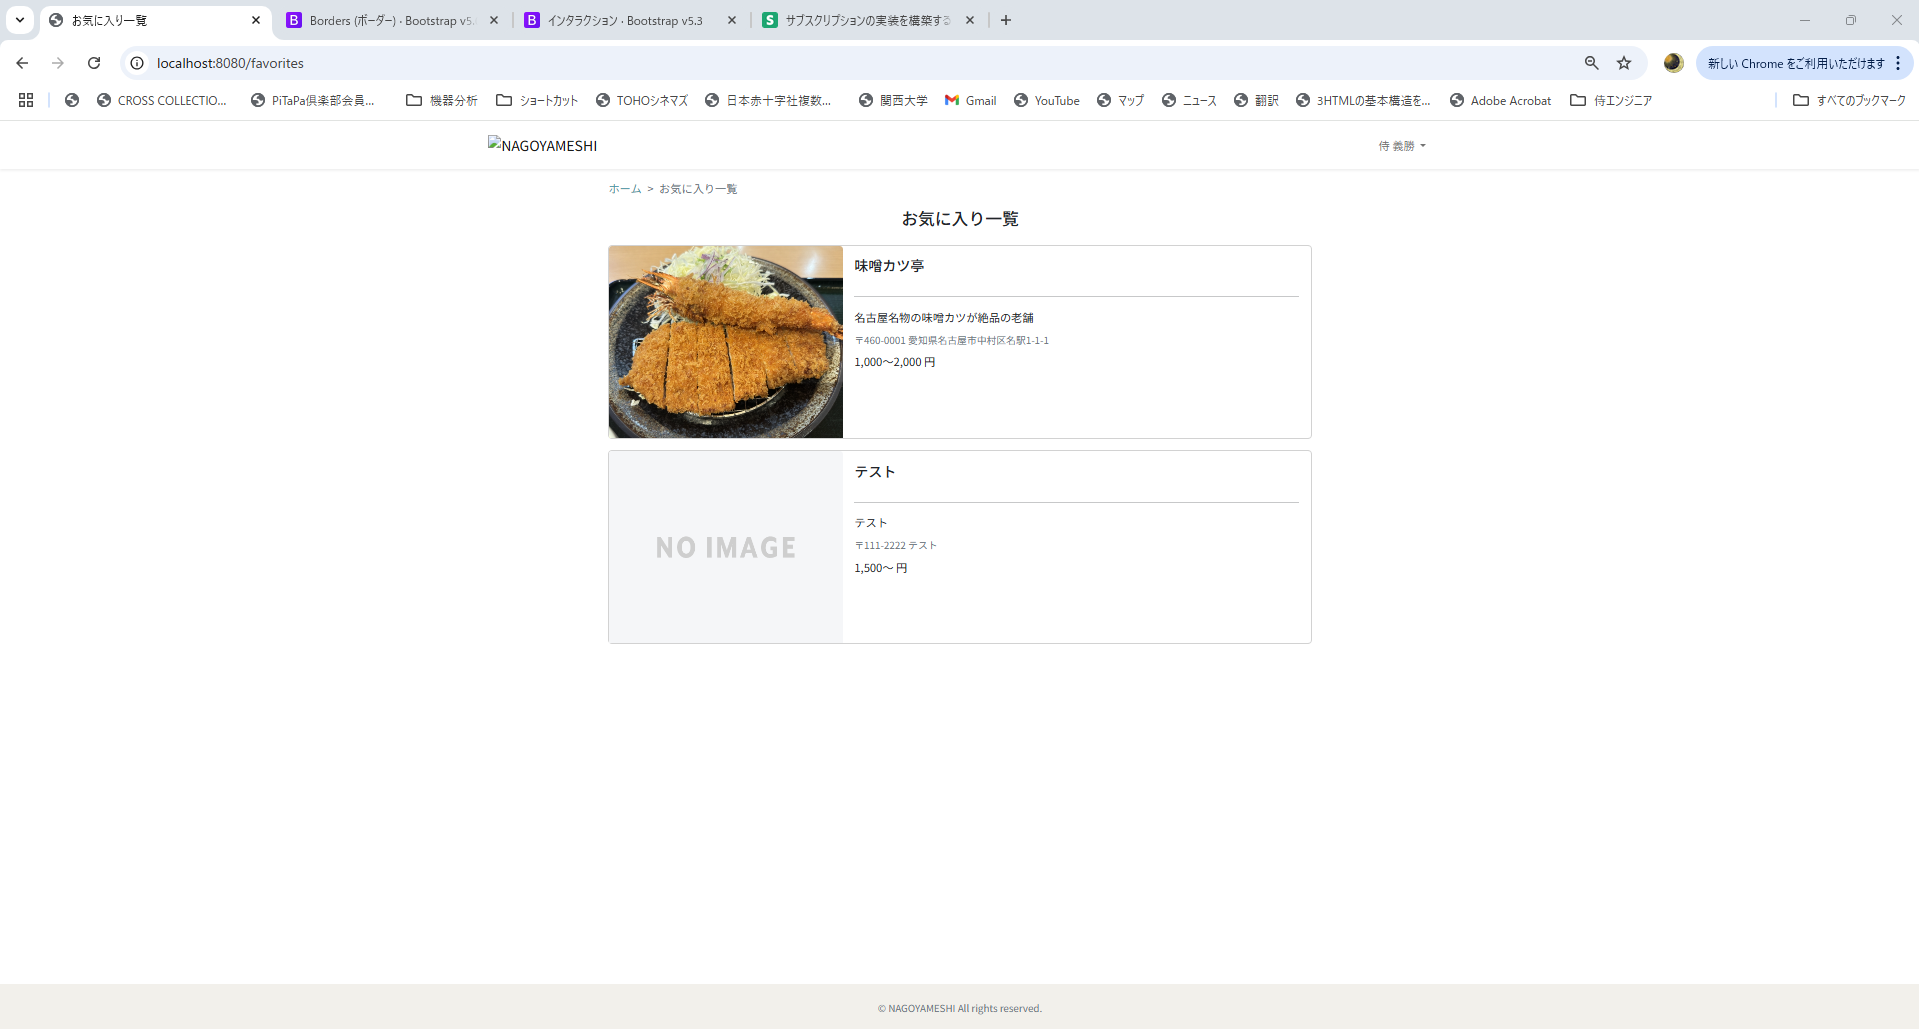 お気に入り一覧
Borders (ボーダー) · Bootstrap v5.
インタラクション · Bootstrap v5.3
サブスクリプションの実装を構築する
localhost:8080/favorites
新しい Chrome をご利用いただけます
CROSS COLLECTIO...
PiTaPa倶楽部会員...
機器分析
ショートカット
TOHOシネマズ
日本赤十字社複数...
関西大学
Gmail
YouTube
マップ
ニュース
翻訳
3HTMLの基本構造を...
Adobe Acrobat
侍エンジニア
すべてのブックマーク
NAGOYAMESHI
侍 義勝
ホーム > お気に入り一覧
お気に入り一覧
味噌カツ亭
名古屋名物の味噌カツが絶品の老舗
〒460-0001 愛知県名古屋市中村区名駅1-1-1
1,000～2,000 円
NO IMAGE
テスト
テスト
〒111-2222 テスト
1,500～ 円
© NAGOYAMESHI All rights reserved.